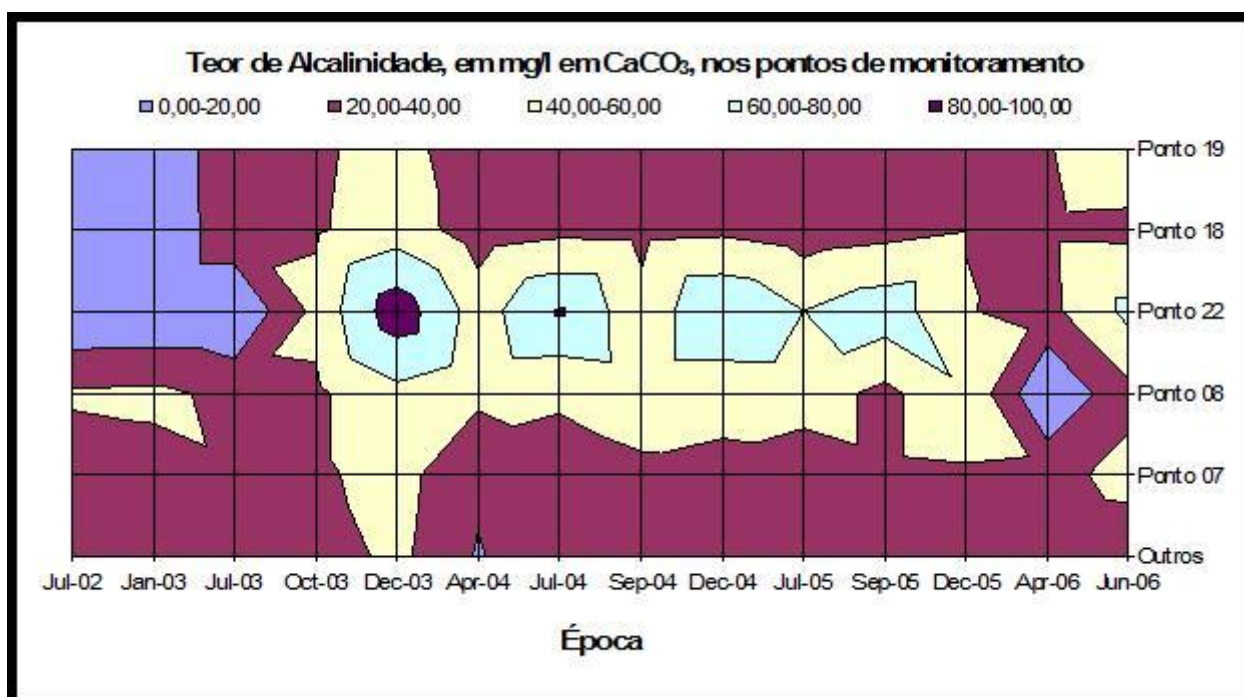 Teor de Alcalinidade, em mg/l em CaCO₃, nos pontos de monitoramento
0,00-20,00 20,00-40,00 40,00-60,00 60,00-80,00 80,00-100,00
Ponto 19
Ponto 18
Ponto 22
Ponto 08
Ponto 07
Outros
Jul-02 Jan-03 Jul-03 Oct-03 Dec-03 Apr-04 Jul-04 Sep-04 Dec-04 Jul-05 Sep-05 Dec-05 Apr-06 Jun-06
Época